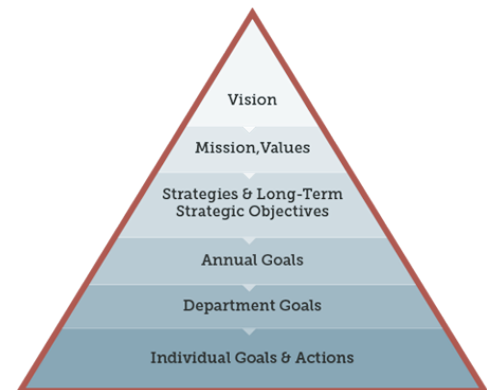 Vision
Mission,Values
Strategies & Long-Term
Strategic Objectives
Annual Goals
Department Goals
Individual Goals & Actions